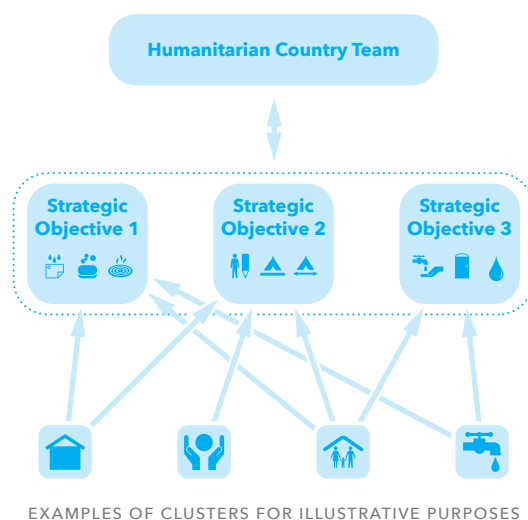 Humanitarian Country Team
Strategic
Objective 1
Strategic
Objective 2
Strategic
Objective 3
EXAMPLES OF CLUSTERS FOR ILLUSTRATIVE PURPOSES